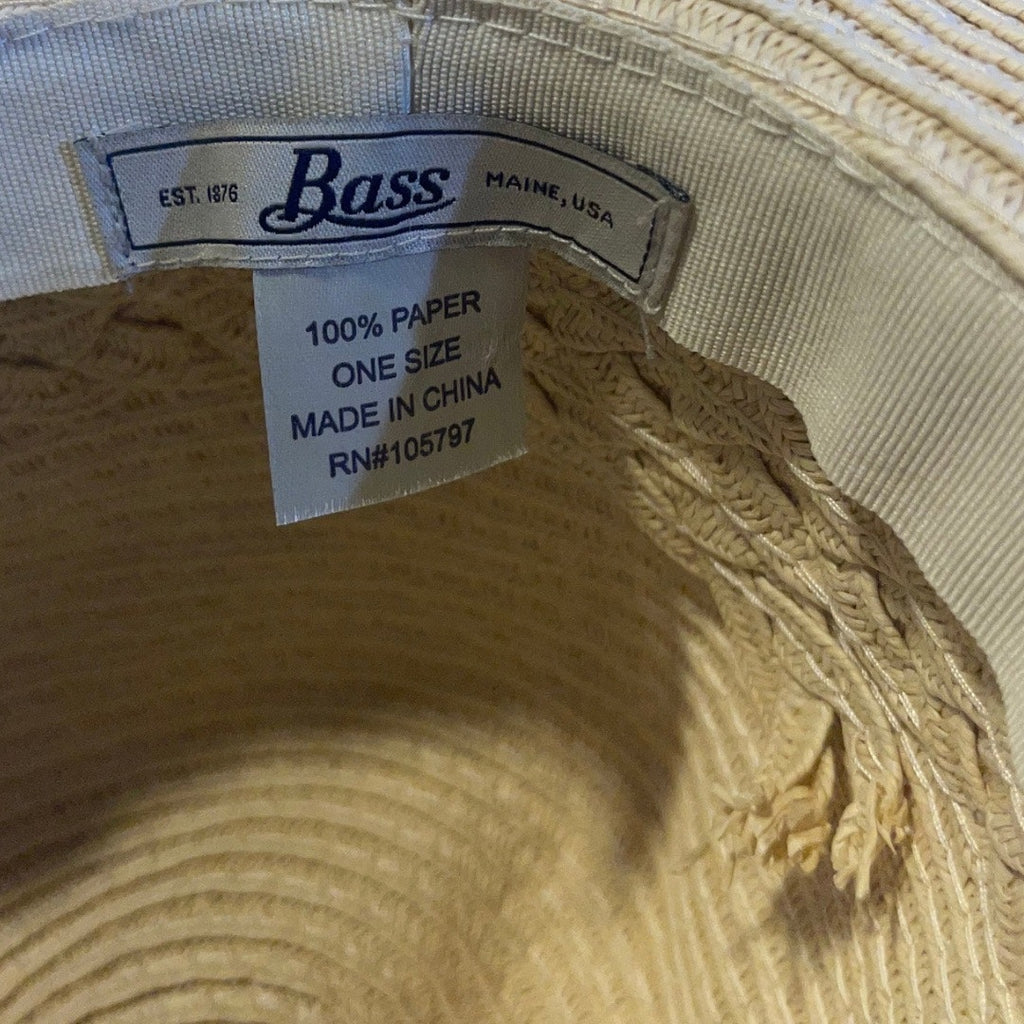 EST. 1876 Bass MAINE, USA
100% PAPER
ONE SIZE
MADE IN CHINA
RN#105797